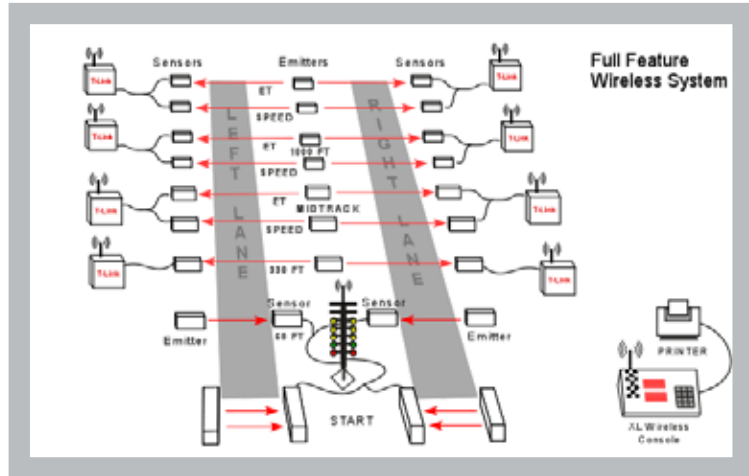 Full Feature
Wireless System
Sensors Emitters Sensors
T-Link T-Link
ET
SPEED
T-Link T-Link
ET
1000 FT
SPEED
T-Link T-Link
ET
MIDTRACK
SPEED
T-Link T-Link
330 FT
LEFT LANE
RIGHT LANE
Sensor Sensor
60 FT
Emitter Emitter
START
PRINTER
XL Wireless
Console